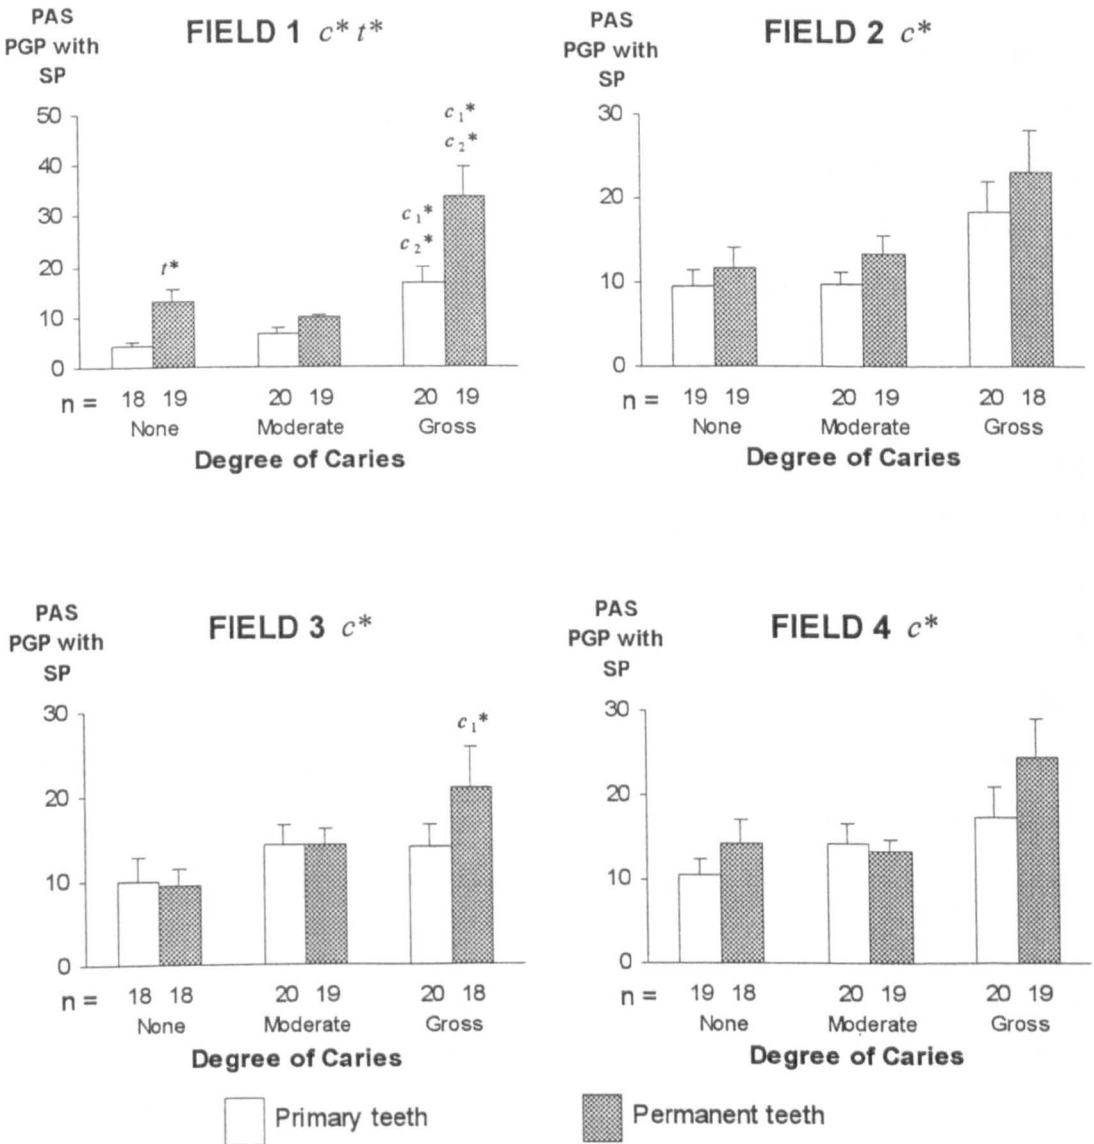 PAS
PGP with
SP
FIELD 1 c* t*
50
40
30
20
10
0
t*
c1*
c2*
c1*
c2*
n = 18 19 20 19 20 19
None Moderate Gross
Degree of Caries
PAS
PGP with
SP
FIELD 2 c*
30
20
10
0
n = 19 19 20 19 20 18
None Moderate Gross
Degree of Caries
PAS
PGP with
SP
FIELD 3 c*
30
20
10
0
c1*
n = 18 18 20 19 20 18
None Moderate Gross
Degree of Caries
PAS
PGP with
SP
FIELD 4 c*
30
20
10
0
n = 19 18 20 19 20 19
None Moderate Gross
Degree of Caries
Primary teeth
Permanent teeth